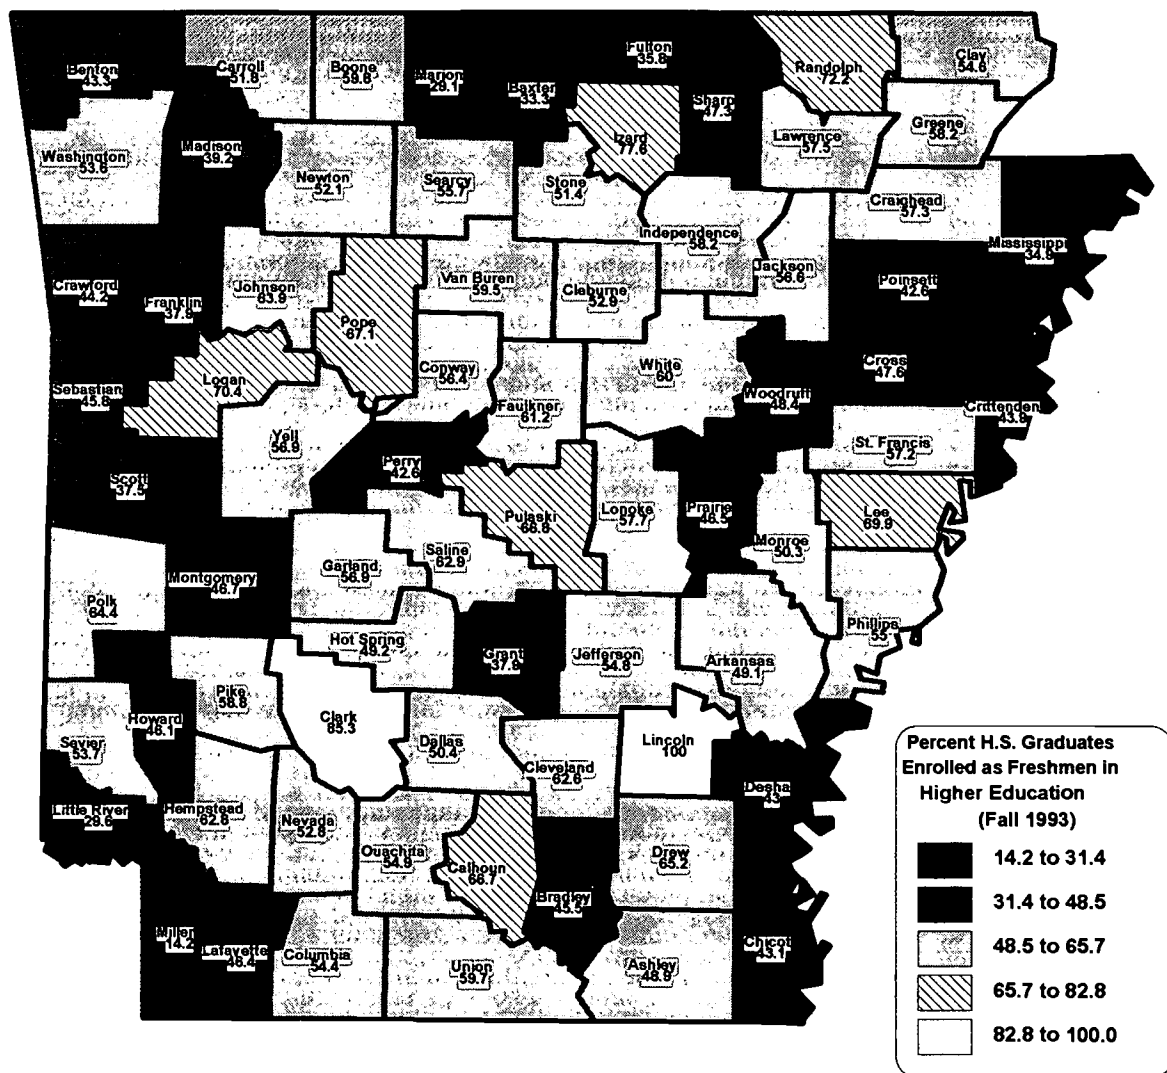 Benton
43.3
Carroll
51.8
Boone
58.8
Marion
29.1
Baxter
33.3
Fulton
35.8
Sharp
47.3
Randolph
72.2
Clay
54.6
Washington
53.6
Madison
39.2
Newton
52.1
Searcy
55.7
Stone
51.4
Izard
77.6
Lawrence
57.5
Greene
58.2
Independence
58.2
Craighead
57.3
Mississippi
34.9
Crawford
44.2
Franklin
37.8
Johnson
63.9
Pope
67.1
Van Buren
59.5
Cleburne
52.9
Jackson
56.6
Poinsett
42.6
Sebastian
45.8
Logan
70.4
Conway
56.4
Faulkner
61.2
White
60
Woodruff
48.4
Cross
47.6
Crittenden
43.8
Yell
56.9
St. Francis
57.2
Scott
37.5
Perry
42.6
Pulaski
66.6
Lonoke
57.7
Prairie
46.5
Monroe
50.3
Lee
69.9
Polk
64.4
Montgomery
46.7
Garland
56.9
Saline
62.9
Hot Spring
49.2
Grant
37.9
Jefferson
54.8
Arkansas
49.1
Phillips
55
Sevier
53.7
Howard
46.1
Pike
58.8
Clark
85.3
Dallas
50.4
Cleveland
62.6
Lincoln
100
Desha
43
Little River
28.6
Hempstead
62.8
Nevada
52.8
Ouachita
54.9
Calhoun
66.7
Bradley
43.5
Drew
65.2
Miller
14.2
Lafayette
46.4
Columbia
54.4
Union
59.7
Ashley
48.9
Chicot
43.1
Percent H.S. Graduates
Enrolled as Freshmen in
Higher Education
(Fall 1993)
14.2 to 31.4
31.4 to 48.5
48.5 to 65.7
65.7 to 82.8
82.8 to 100.0